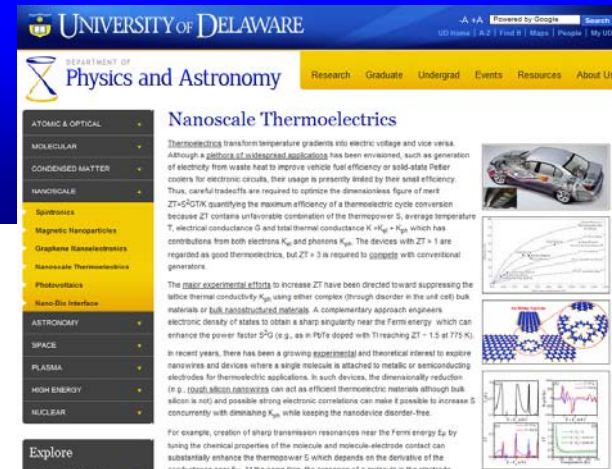 UNIVERSITY OF DELAWARE
-A +A Powered by Google Search
UD Home | A-Z | Find It | Maps | People | My UD
DEPARTMENT OF
Physics and Astronomy
Research Graduate Undergrad Events Resources About Us
ATOMIC & OPTICAL
MOLECULAR
CONDENSED MATTER
NANOSCALE
Spintronics
Magnetic Nanoparticles
Graphene Nanoelectronics
Nanoscale Thermoelectrics
Photovoltaics
Nano-Bio Interface
ASTRONOMY
SPACE
PLASMA
HIGH ENERGY
NUCLEAR
Explore
Nanoscale Thermoelectrics
Thermoelectrics transform temperature gradients into electric voltage and vice versa.
Although a plethora of widespread applications has been envisioned, such as generation
of electricity from waste heat to improve vehicle fuel efficiency or solid-state Peltier
coolers for electronic circuits, their usage is presently limited by their small efficiency.
Thus, careful tradeoffs are required to optimize the dimensionless figure of merit
ZT=S²GT/K quantifying the maximum efficiency of a thermoelectric cycle conversion
because ZT contains unfavorable combination of the thermopower S, average temperature
T, electrical conductance G and total thermal conductance K =Kel + Kph which has
contributions from both electrons Kel and phonons Kph. The devices with ZT > 1 are
regarded as good thermoelectrics, but ZT > 3 is required to compete with conventional
generators.
The major experimental efforts to increase ZT have been directed toward suppressing the
lattice thermal conductivity Kph using either complex (through disorder in the unit cell) bulk
materials or bulk nanostructured materials. A complementary approach engineers
electronic density of states to obtain a sharp singularity near the Fermi energy which can
enhance the power factor S²G (e.g., as in PbTe doped with Tl reaching ZT ~ 1.5 at 775 K).
In recent years, there has been a growing experimental and theoretical interest to explore
nanowires and devices where a single molecule is attached to metallic or semiconducting
electrodes for thermoelectric applications. In such devices, the dimensionality reduction
(e.g., rough silicon nanowires can act as efficient thermoelectric materials although bulk
silicon is not) and possible strong electronic correlations can make it possible to increase S
concurrently with diminishing Kph while keeping the nanodevice disorder-free.
For example, creation of sharp transmission resonances near the Fermi energy EF by
tuning the chemical properties of the molecule and molecule-electrode contact can
substantially enhance the thermopower S which depends on the derivative of the